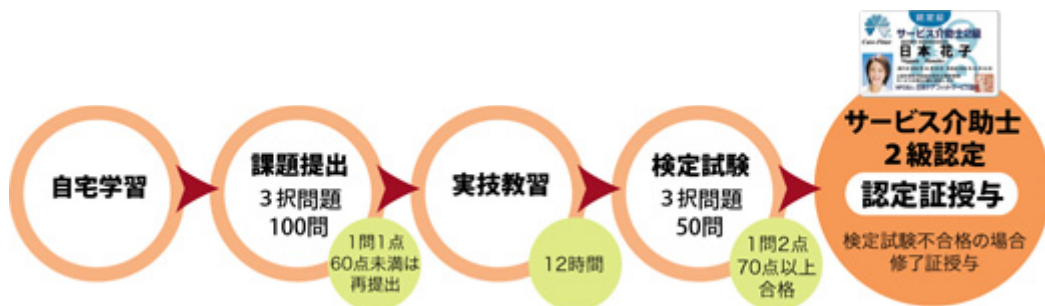 自宅学習
課題提出
3択問題
100問
1問1点
60点未満は
再提出
実技教習
12時間
検定試験
3択問題
50問
1問2点
70点以上
合格
サービス介助士2級
日本花子
サービス介助士
2級認定
認定証授与
検定試験不合格の場合
修了証授与